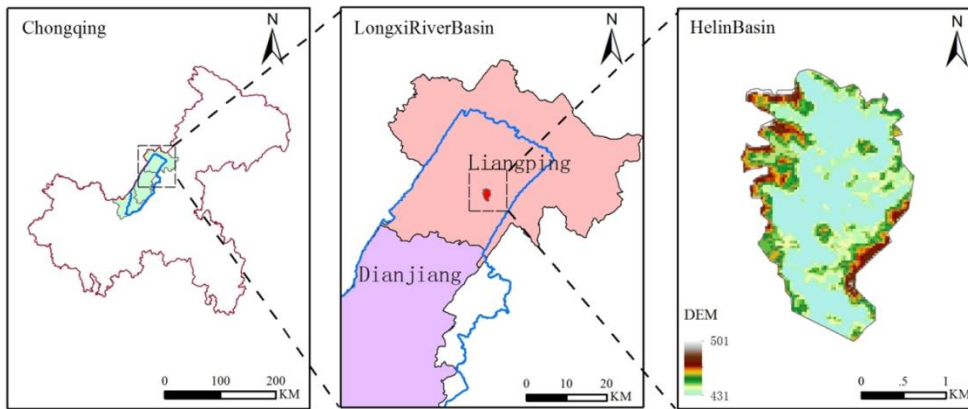 Chongqing
N
0 100 200
KM
LongxiRiverBasin
N
Liangping
Dianjiang
0 10 20
KM
HelinBasin
N
DEM
501
431
0 .5 1
KM